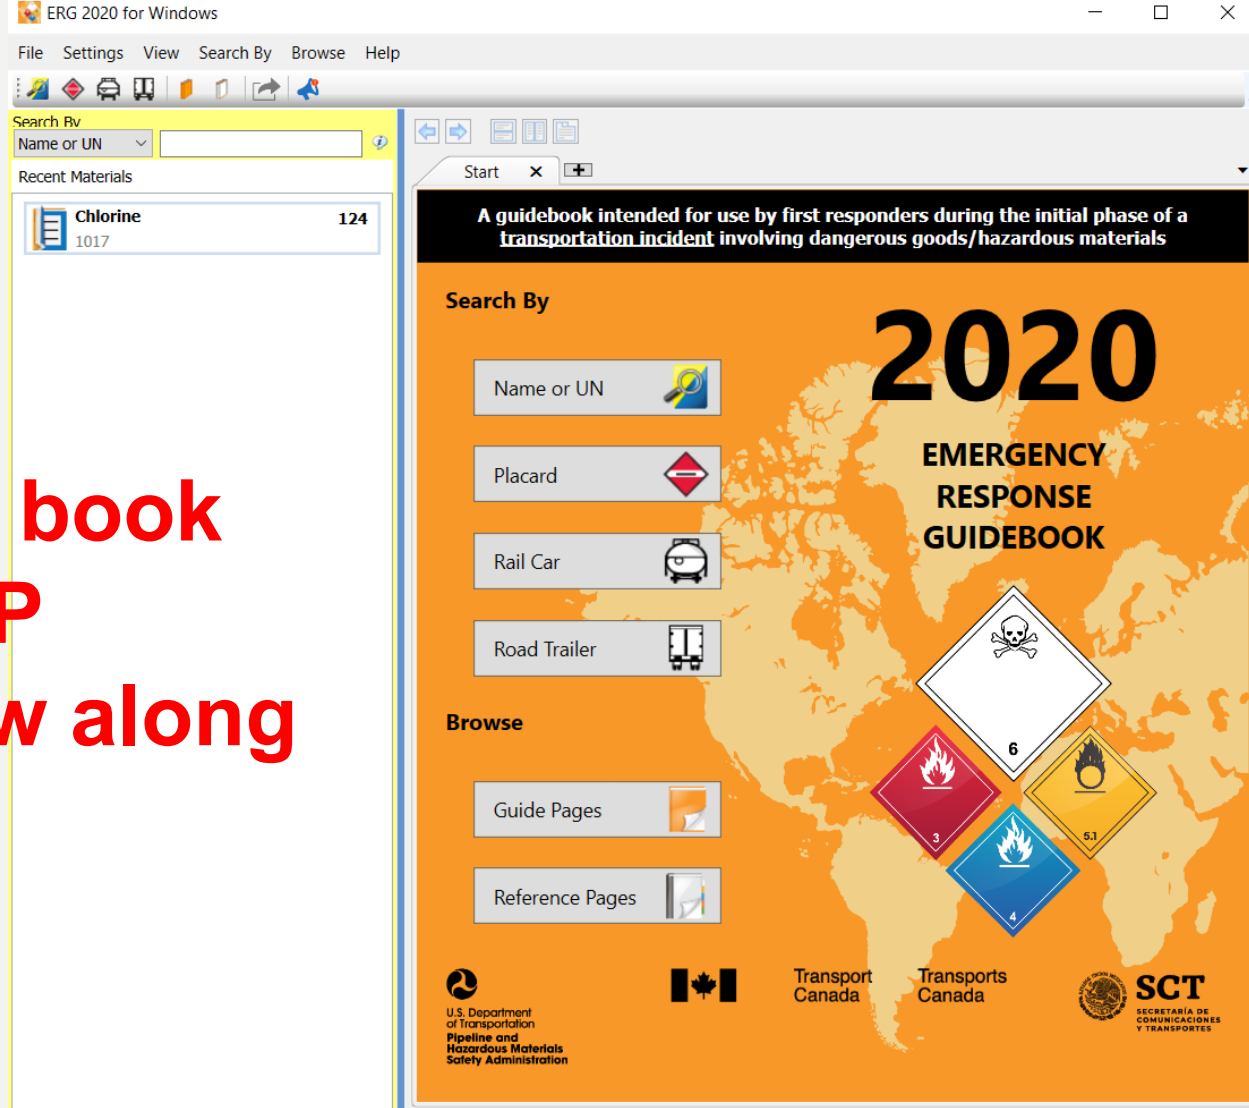 ERG 2020 for Windows
File Settings View Search By Browse Help
Search By
Name or UN
Recent Materials
Chlorine 124
1017
book
P
w along
Start
A guidebook intended for use by first responders during the initial phase of a
transportation incident involving dangerous goods/hazardous materials
Search By
Name or UN
Placard
Rail Car
Road Trailer
Browse
Guide Pages
Reference Pages
2020
EMERGENCY
RESPONSE
GUIDEBOOK
6
3
5.1
4
U.S. Department
of Transportation
Pipeline and
Hazardous Materials
Safety Administration
Transport
Canada
Transports
Canada
SCT
SECRETARÍA DE
COMUNICACIONES
Y TRANSPORTES